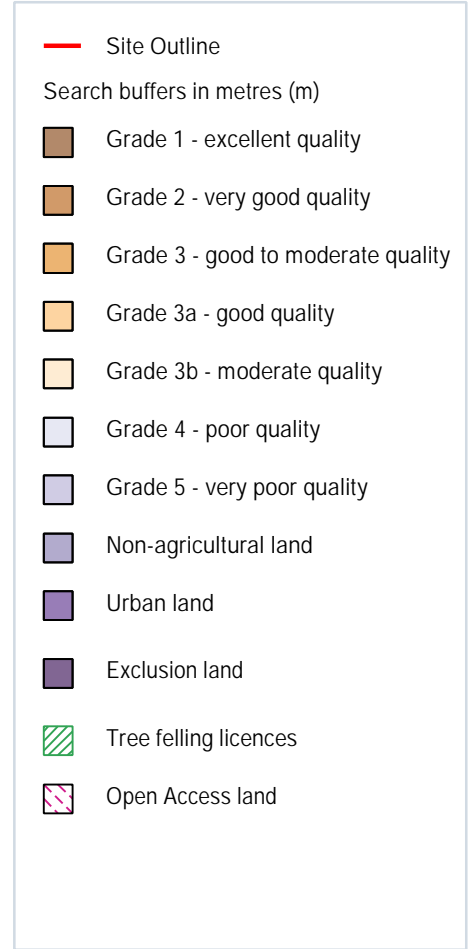 Site Outline
Search buffers in metres (m)
Grade 1 - excellent quality
Grade 2 - very good quality
Grade 3 - good to moderate quality
Grade 3a - good quality
Grade 3b - moderate quality
Grade 4 - poor quality
Grade 5 - very poor quality
Non-agricultural land
Urban land
Exclusion land
Tree felling licences
Open Access land